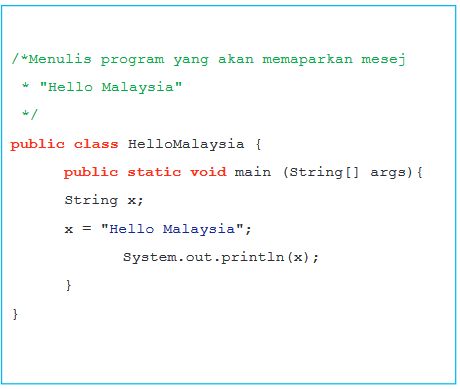 /*Menulis program yang akan memaparkan mesej
* "Hello Malaysia"
*/
public class HelloMalaysia {
public static void main (String[] args){
String x;
x = "Hello Malaysia";
System.out.println(x);
}
}